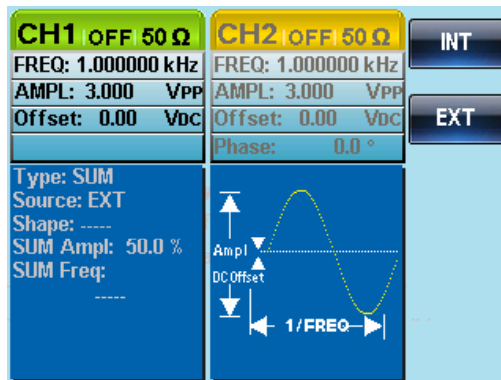 CH1 OFF 50 Ω
FREQ: 1.000000 kHz
AMPL: 3.000 VPP
Offset: 0.00 VDC
CH2 OFF 50 Ω
FREQ: 1.000000 kHz
AMPL: 3.000 VPP
Offset: 0.00 VDC
Phase: 0.0 °
INT
EXT
Type: SUM
Source: EXT
Shape: -----
SUM Ampl: 50.0 %
SUM Freq:
-----
Ampl
DC Offset
1/FREQ